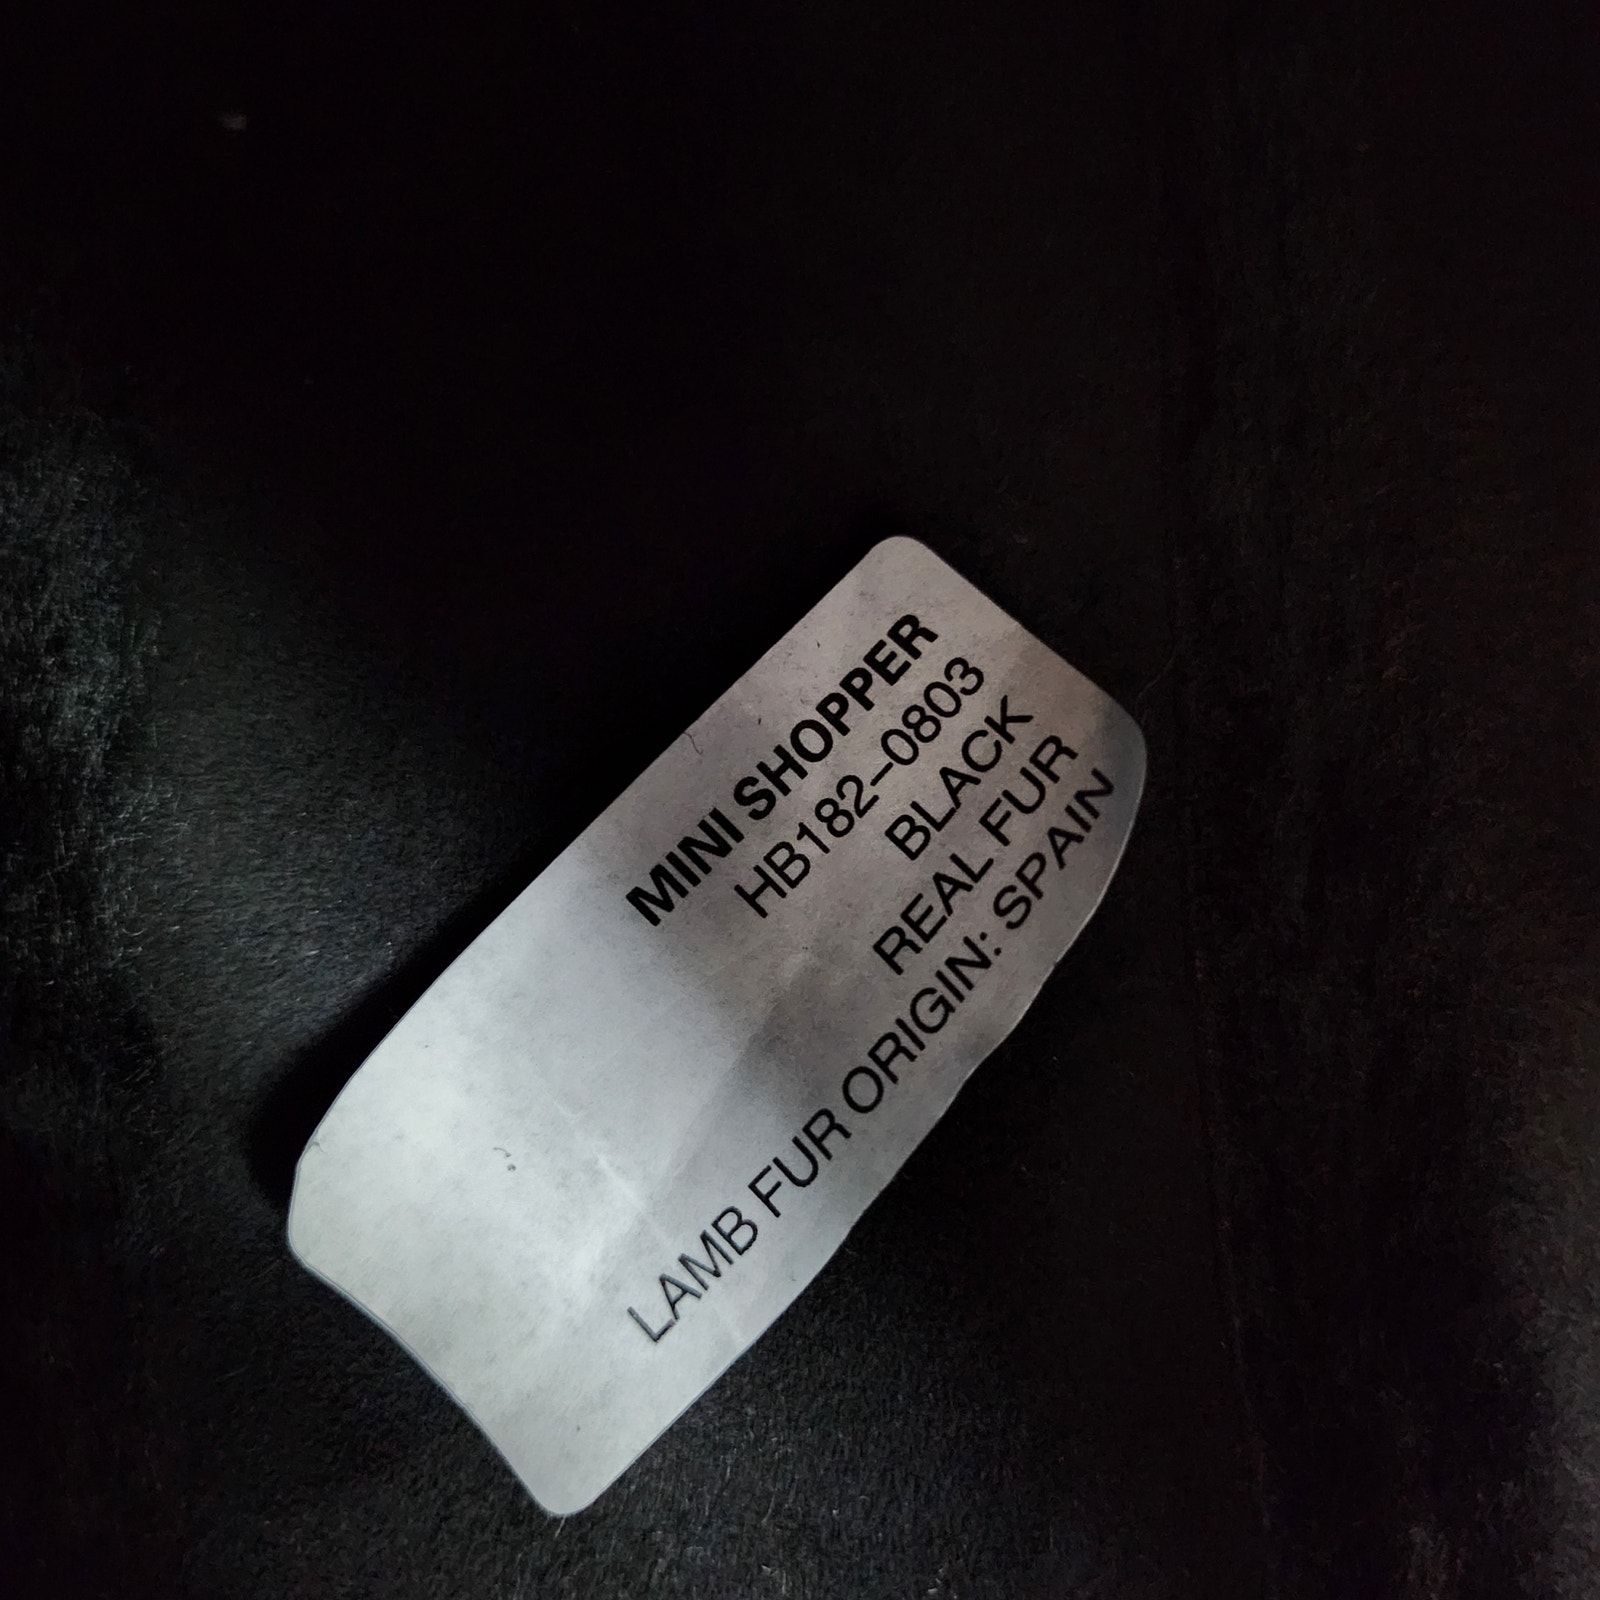 MINI SHOPPER
HB182–0803
BLACK
REAL FUR
LAMB FUR ORIGIN: SPAIN